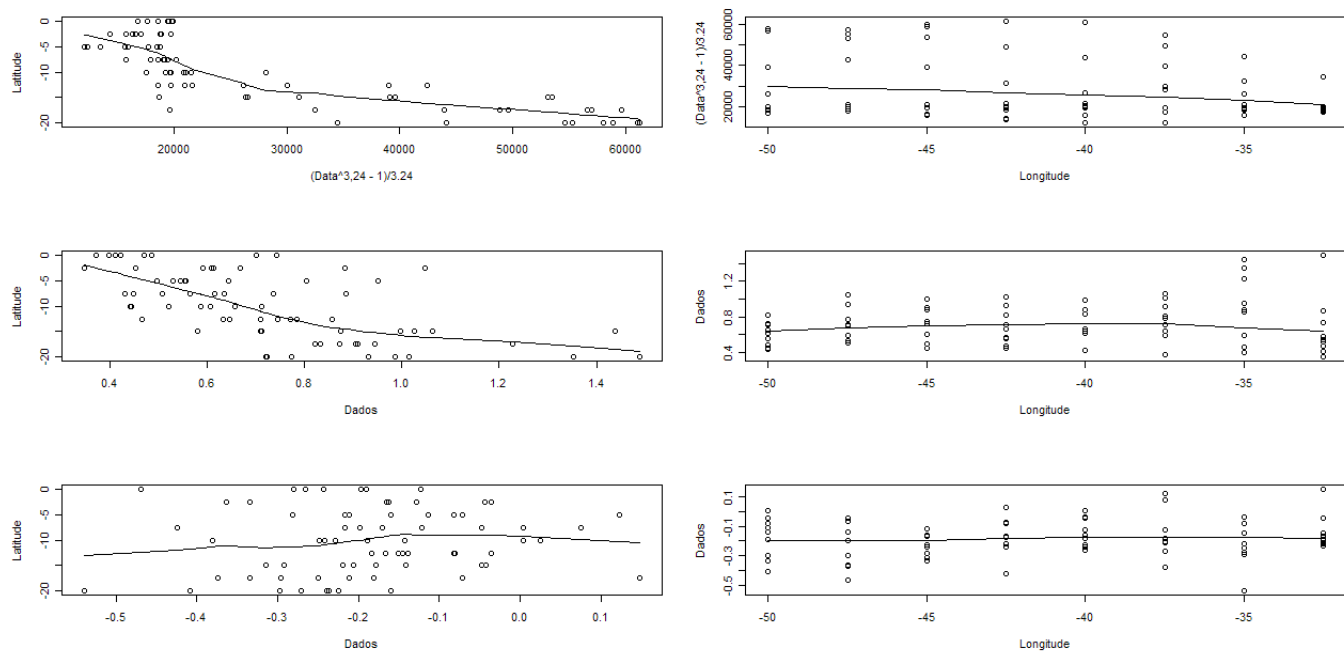 Latitude
0
-5
-10
-15
-20
20000 30000 40000 50000 60000
(Data^3,24 - 1)/3.24
(Data^3,24 - 1)/3.24
60000
40000
20000
-50 -45 -40 -35
Longitude
Latitude
0
-5
-10
-15
-20
0.4 0.6 0.8 1.0 1.2 1.4
Dados
Dados
1.2
0.8
0.4
-50 -45 -40 -35
Longitude
Latitude
0
-5
-10
-15
-20
-0.5 -0.4 -0.3 -0.2 -0.1 0.0 0.1
Dados
Dados
0.1
-0.1
-0.3
-0.5
-50 -45 -40 -35
Longitude